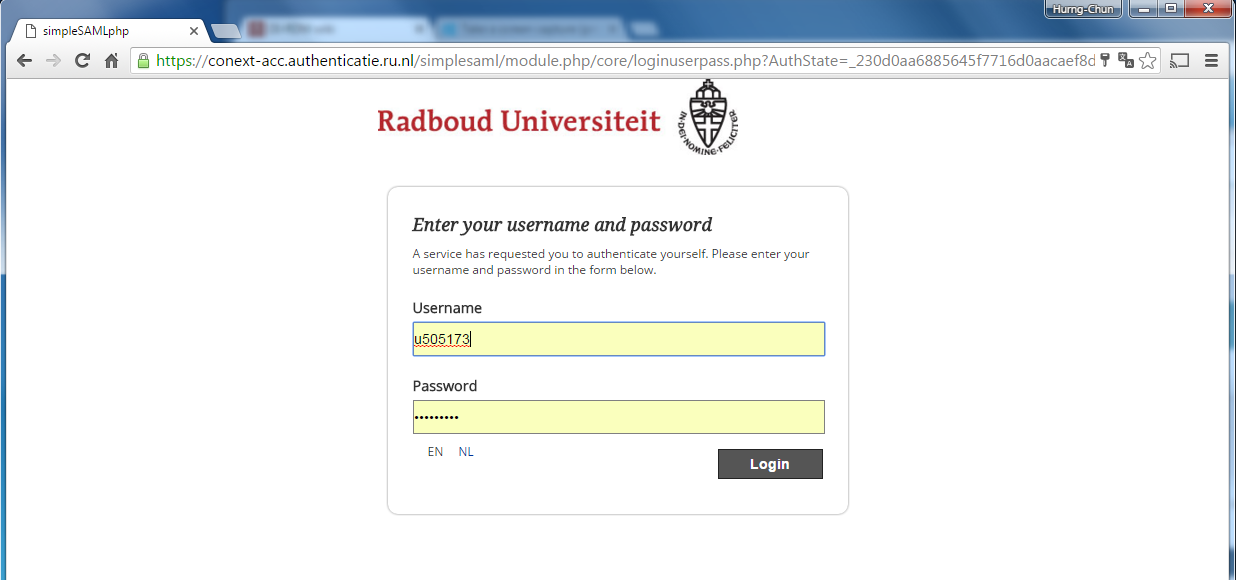 Hurng-Chun
simpleSAMLphp
https://conext-acc.authenticatie.ru.nl/simplesaml/module.php/core/loginuserpass.php?AuthState=_230d0aa6885645f7716d0aacaef8d
Radboud Universiteit
IN·DEI·NOMINE·FELICITER
Enter your username and password
A service has requested you to authenticate yourself. Please enter your
username and password in the form below.
Username
u505173
Password
•••••••••
EN NL
Login